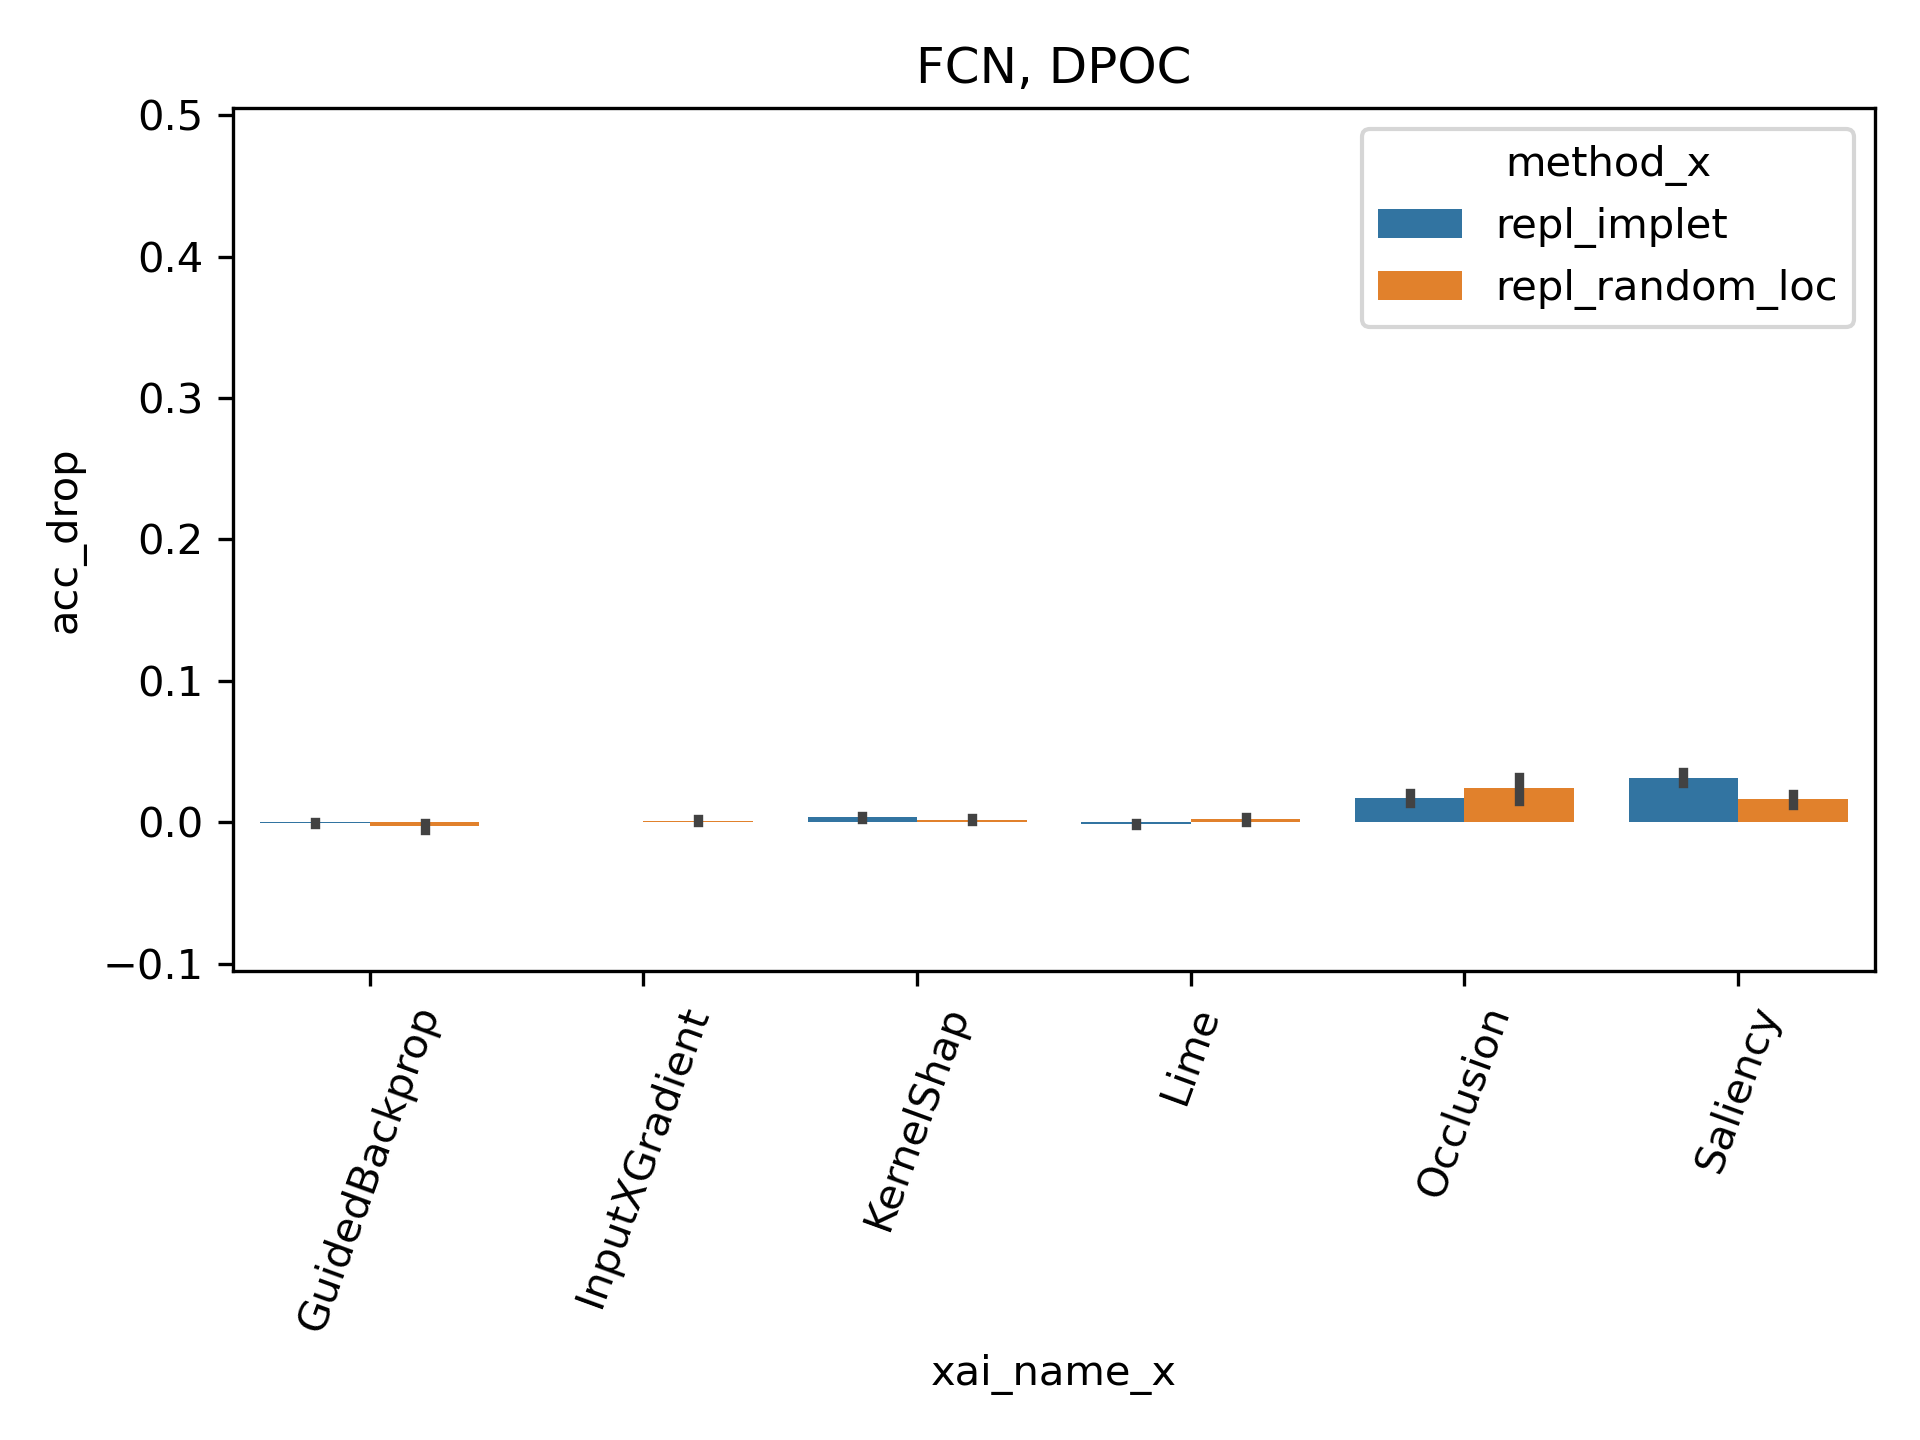 FCN, DPOC
method_x
repl_implet
repl_random_loc
acc_drop
0.5
0.4
0.3
0.2
0.1
0.0
−0.1
GuidedBackprop
InputXGradient
KernelShap
Lime
Occlusion
Saliency
xai_name_x